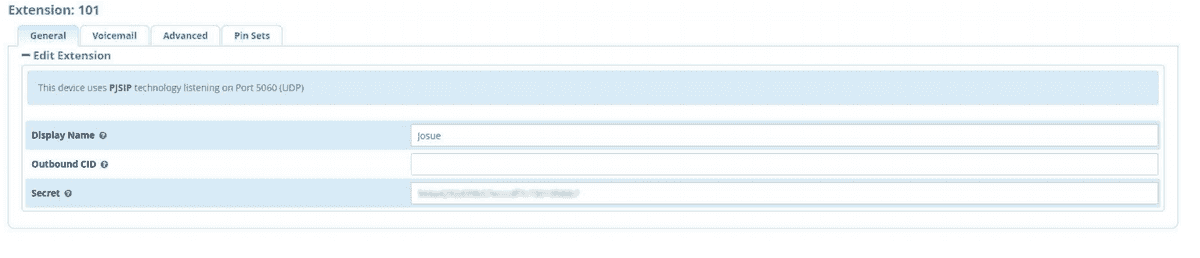 Extension: 101
General Voicemail Advanced Pin Sets
Edit Extension
This device uses PJSIP technology listening on Port 5060 (UDP)
Display Name Josue
Outbound CID
Secret